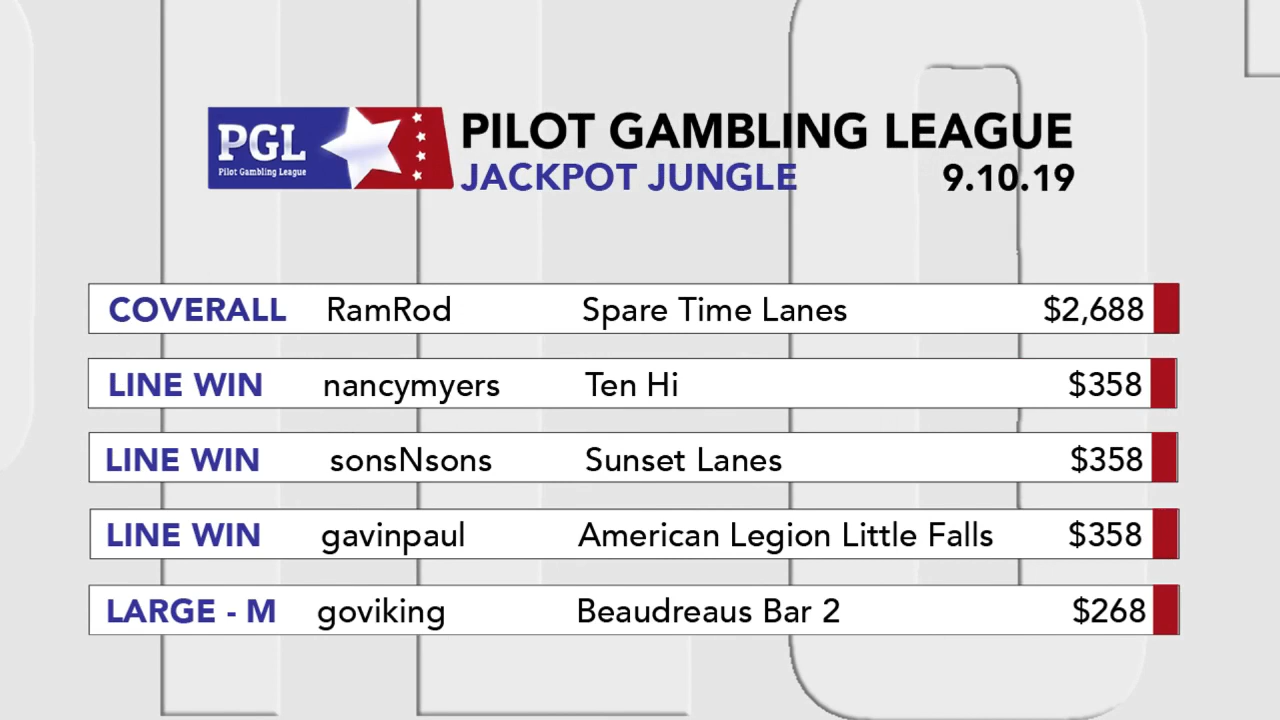 PGL
Pilot Gambling League
PILOT GAMBLING LEAGUE
JACKPOT JUNGLE 9.10.19
COVERALL RamRod Spare Time Lanes $2,688
LINE WIN nancymyers Ten Hi $358
LINE WIN sonsNsons Sunset Lanes $358
LINE WIN gavinpaul American Legion Little Falls $358
LARGE - M goviking Beaudreaus Bar 2 $268